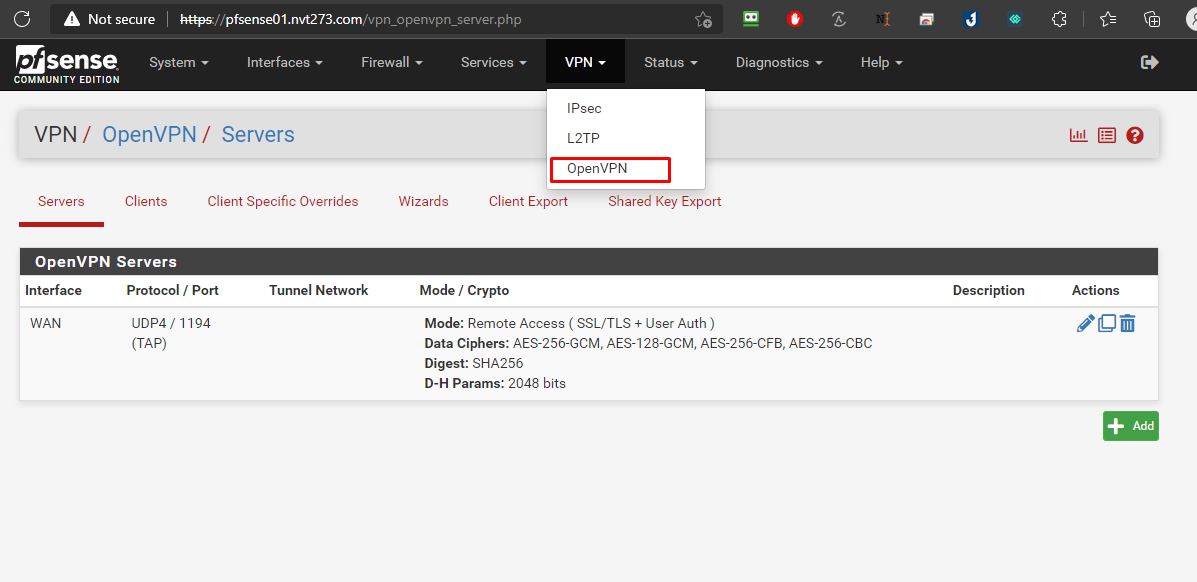 Not secure https://pfsense01.nvt273.com/vpn_openvpn_server.php
pfsense
COMMUNITY EDITION
System Interfaces Firewall Services VPN Status Diagnostics Help
IPsec
L2TP
OpenVPN
VPN / OpenVPN / Servers
Servers Clients Client Specific Overrides Wizards Client Export Shared Key Export
OpenVPN Servers
Interface Protocol / Port Tunnel Network Mode / Crypto Description Actions
WAN UDP4 / 1194 Mode: Remote Access ( SSL/TLS + User Auth )
(TAP) Data Ciphers: AES-256-GCM, AES-128-GCM, AES-256-CFB, AES-256-CBC
Digest: SHA256
D-H Params: 2048 bits
Add